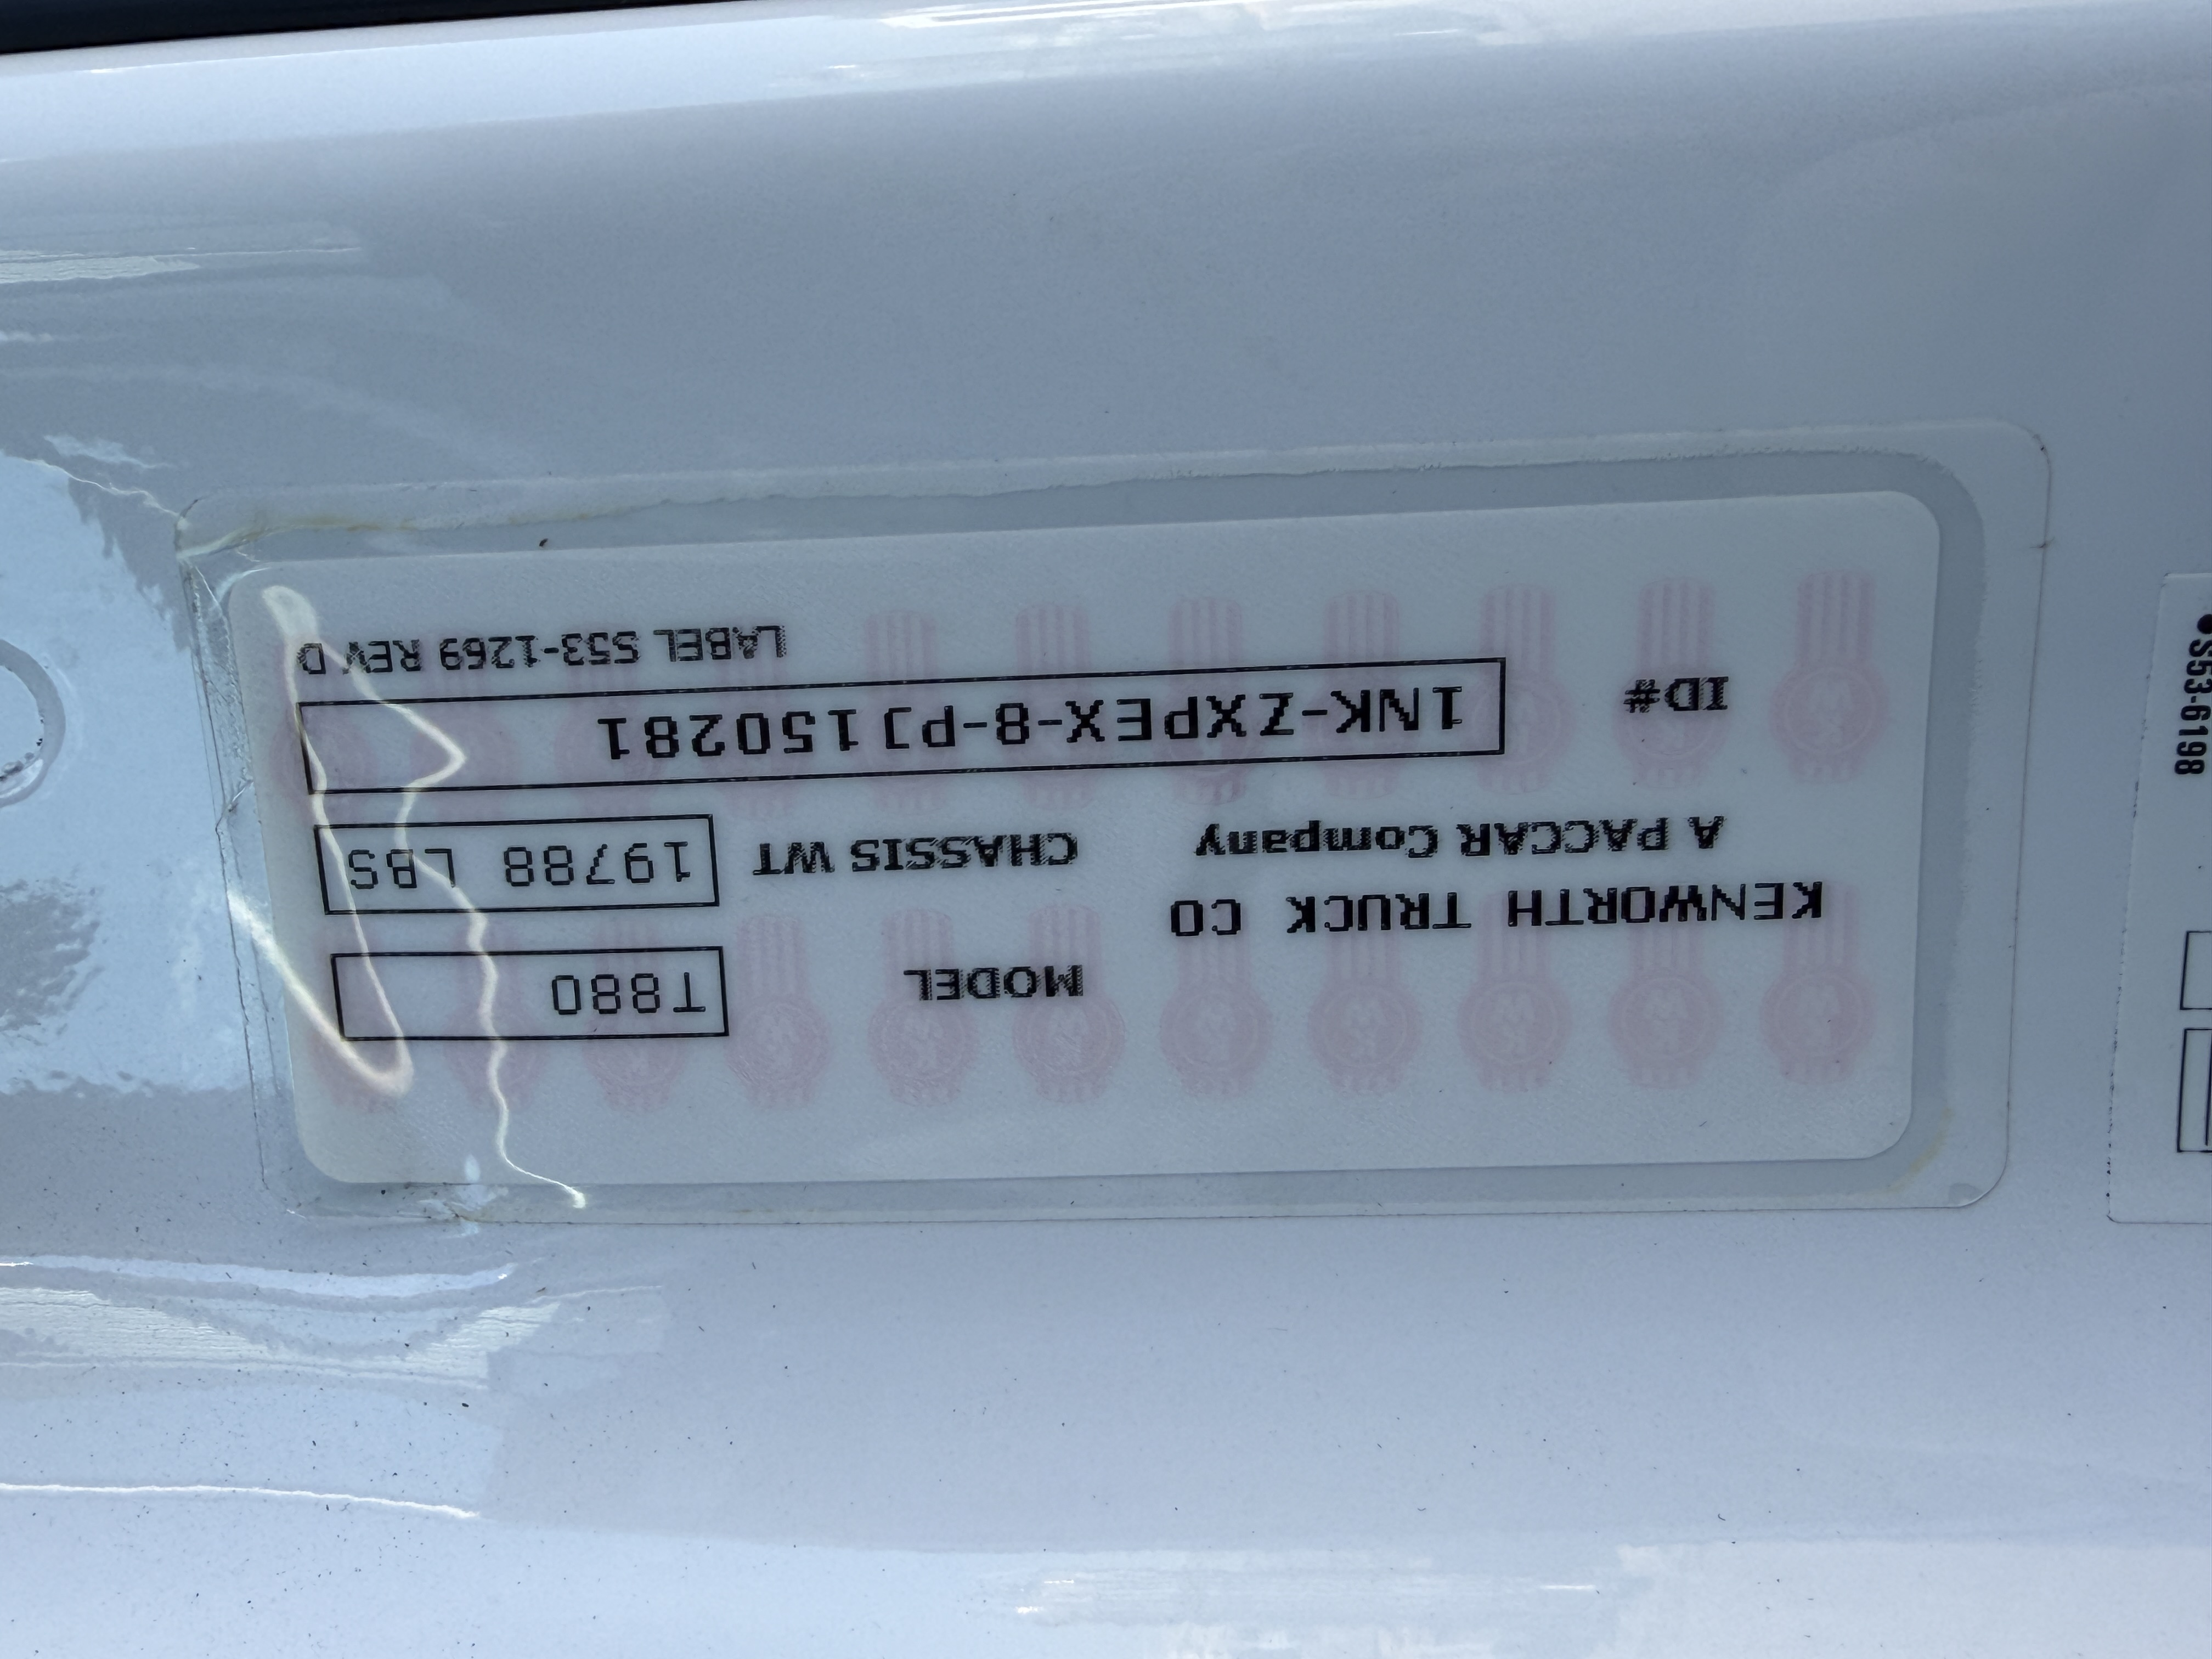 KENWORTH TRUCK CO
A PACCAR Company
MODEL T880
CHASSIS WT 19788 LBS
ID# 1NK-ZXPEX-8-PJ150281
LABEL S53-1269 REV D
S53-6198